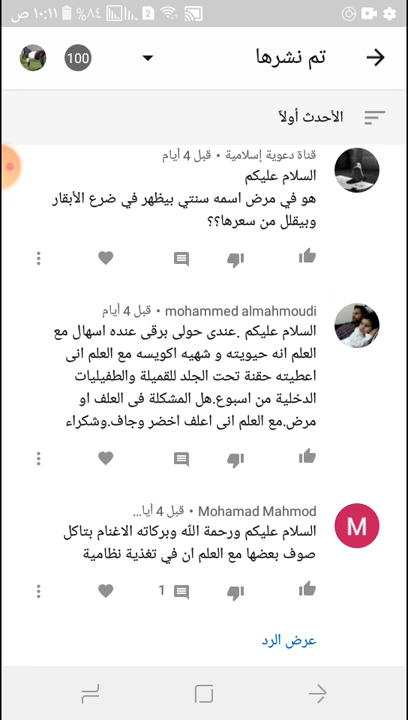 ١٠:١١ ص ٨٤% 2
تم نشرها 100
الأحدث أولاً
قناة دعوية إسلامية • قبل 4 أيام
السلام عليكم
هو في مرض اسمه سنتي بيظهر في ضرع الأبقار
وبيقلل من سعرها؟؟
mohammed almahmoudi • قبل 4 أيام
السلام عليكم .عندى حولى برقى عنده اسهال مع
العلم انه حيويته و شهيه اكويسه مع العلم انى
اعطيته حقنة تحت الجلد للقميلة والطفيليات
الدخلية من اسبوع.هل المشكلة فى العلف او
مرض.مع العلم انى اعلف اخضر وجاف.وشكراء
Mohamad Mahmod • قبل 4 أيا...
السلام عليكم ورحمة الله وبركاته الاغنام بتاكل
صوف بعضها مع العلم ان في تغذية نظامية
1
عرض الرد
M